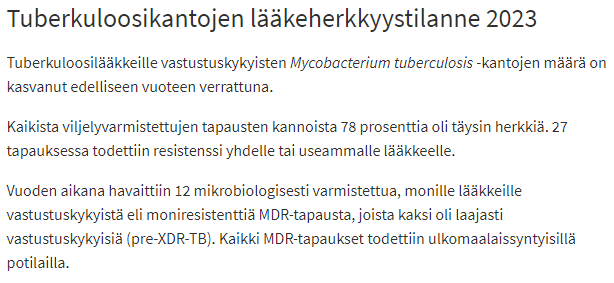 Tuberkuloosikantojen lääkeherkkyystilanne 2023
Tuberkuloosilääkkeille vastustuskykyisten Mycobacterium tuberculosis -kantojen määrä on
kasvanut edelliseen vuoteen verrattuna.
Kaikista viljelyvarmistettujen tapausten kannoista 78 prosenttia oli täysin herkkiä. 27
tapauksessa todettiin resistenssi yhdelle tai useammalle lääkkeelle.
Vuoden aikana havaittiin 12 mikrobiologisesti varmistettua, monille lääkkeille
vastustuskykyistä eli moniresistenttiä MDR-tapausta, joista kaksi oli laajasti
vastustuskykyisiä (pre-XDR-TB). Kaikki MDR-tapaukset todettiin ulkomaalaissyntyisillä
potilailla.